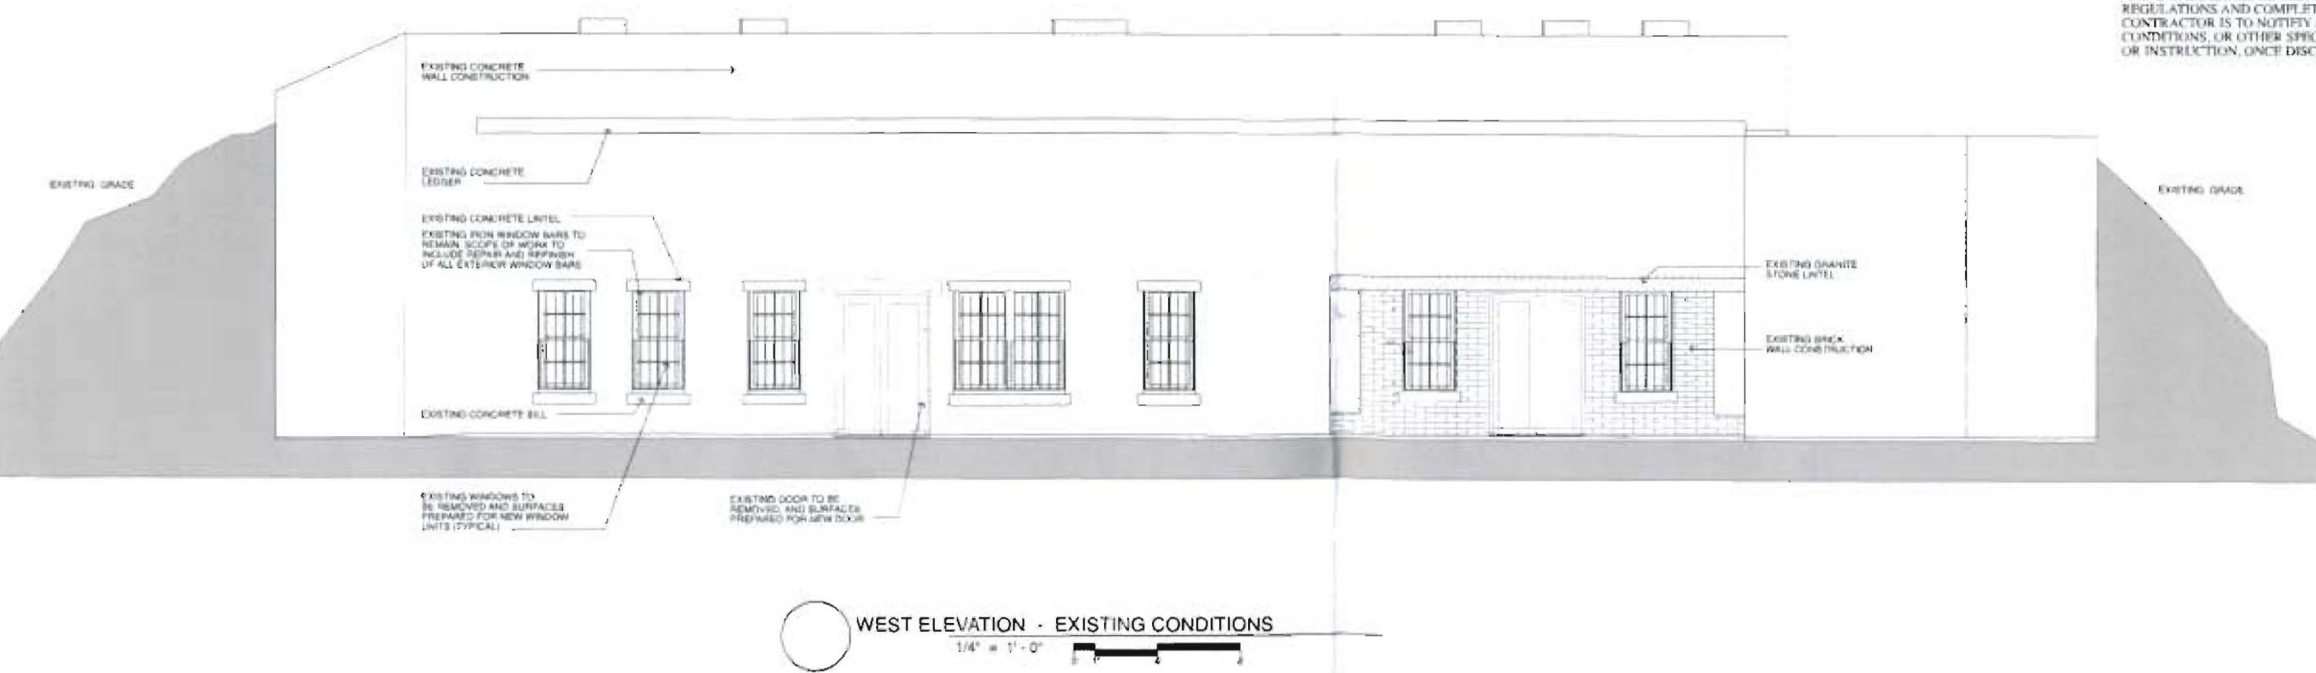 REGULATIONS AND COMPLET
CONTRACTOR IS TO NOTIFY
CONDITIONS, OR OTHER SPEC
OR INSTRUCTION, ONCE DISC
EXISTING CONCRETE
WALL CONSTRUCTION
EXISTING CONCRETE
LEDGER
EXISTING GRADE
EXISTING GRADE
EXISTING CONCRETE LINTEL
EXISTING IRON WINDOW BARS TO
REMAIN. SCOPE OF WORK TO
INCLUDE REPAIR AND REFINISH
OF ALL EXTERIOR WINDOW BARS
EXISTING GRANITE
STONE LINTEL
EXISTING BRICK
WALL CONSTRUCTION
EXISTING CONCRETE SILL
EXISTING WINDOWS TO
BE REMOVED AND SURFACES
PREPARED FOR NEW WINDOW
UNITS (TYPICAL)
EXISTING DOOR TO BE
REMOVED, AND SURFACES
PREPARED FOR NEW DOOR
WEST ELEVATION - EXISTING CONDITIONS
1/4" = 1'-0"